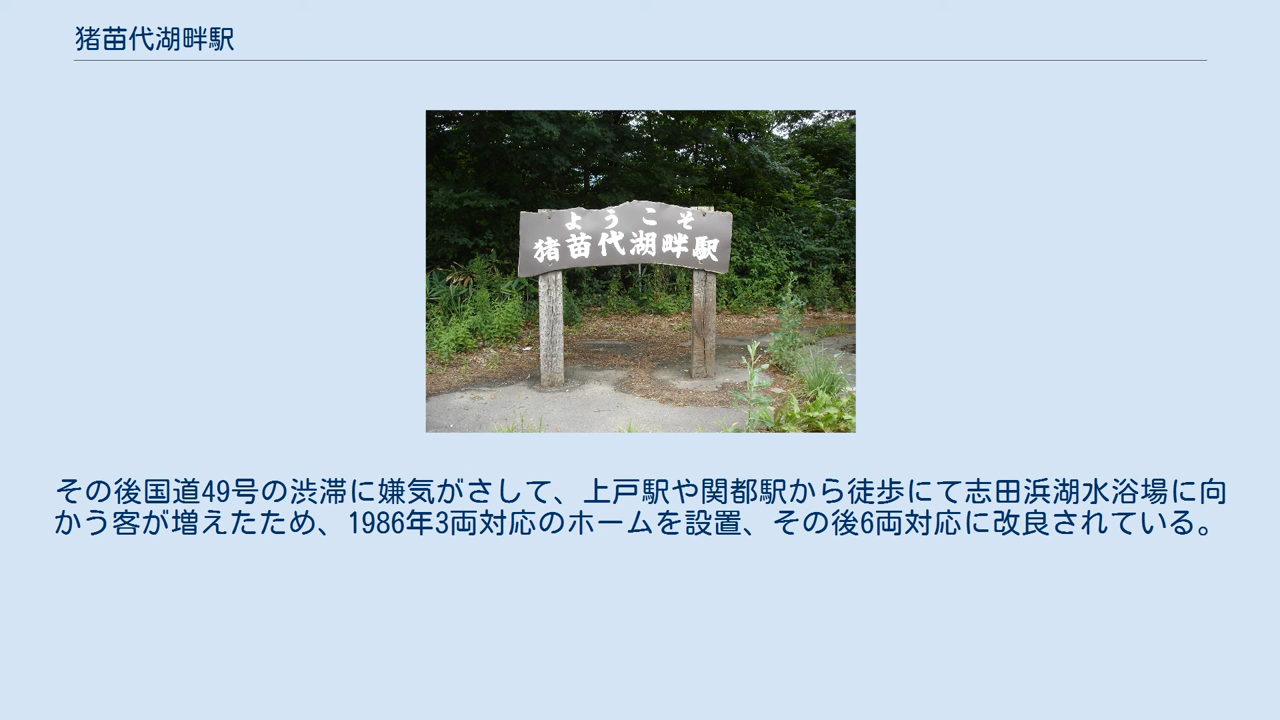 猪苗代湖畔駅
ようこそ
猪苗代湖畔駅
その後国道49号の渋滞に嫌気がさして、上戸駅や関都駅から徒歩にて志田浜湖水浴場に向
かう客が増えたため、1986年3両対応のホームを設置、その後6両対応に改良されている。